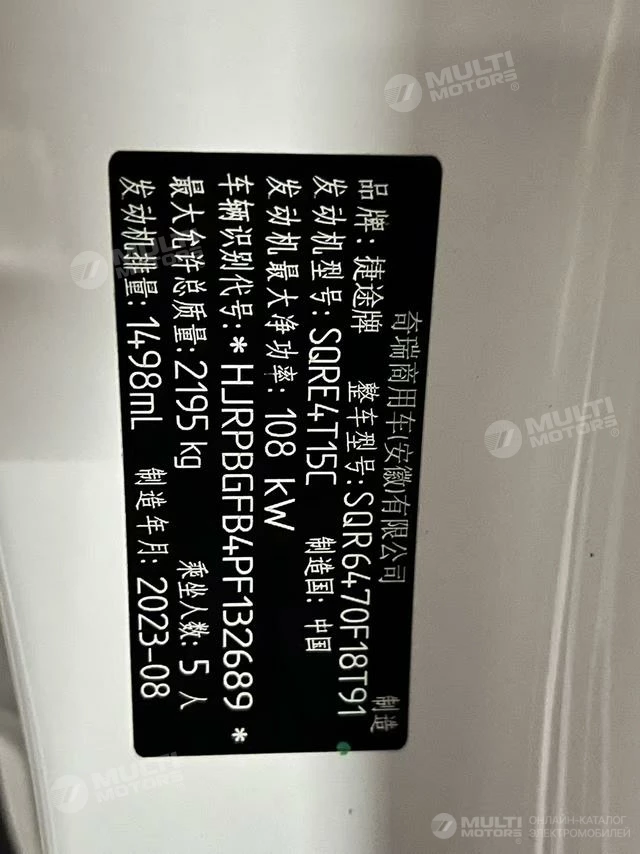 奇瑞商用车(安徽)有限公司 制造
品牌: 捷途牌 整车型号: SQR6470F18T91
发动机型号: SQRE4T15C 制造国: 中国
发动机最大净功率: 108 kW
车辆识别代号: *HJRPBGFB4PF132689*
最大允许总质量: 2195 kg 乘坐人数: 5 人
发动机排量: 1498mL 制造年月: 2023-08
MULTI
MOTORS®
MULTI
MOTORS®
MULTI
MOTORS®
MULTI
MOTORS®
MULTI
MOTORS®
ОНЛАЙН-КАТАЛОГ
ЭЛЕКТРОМОБИЛЕЙ